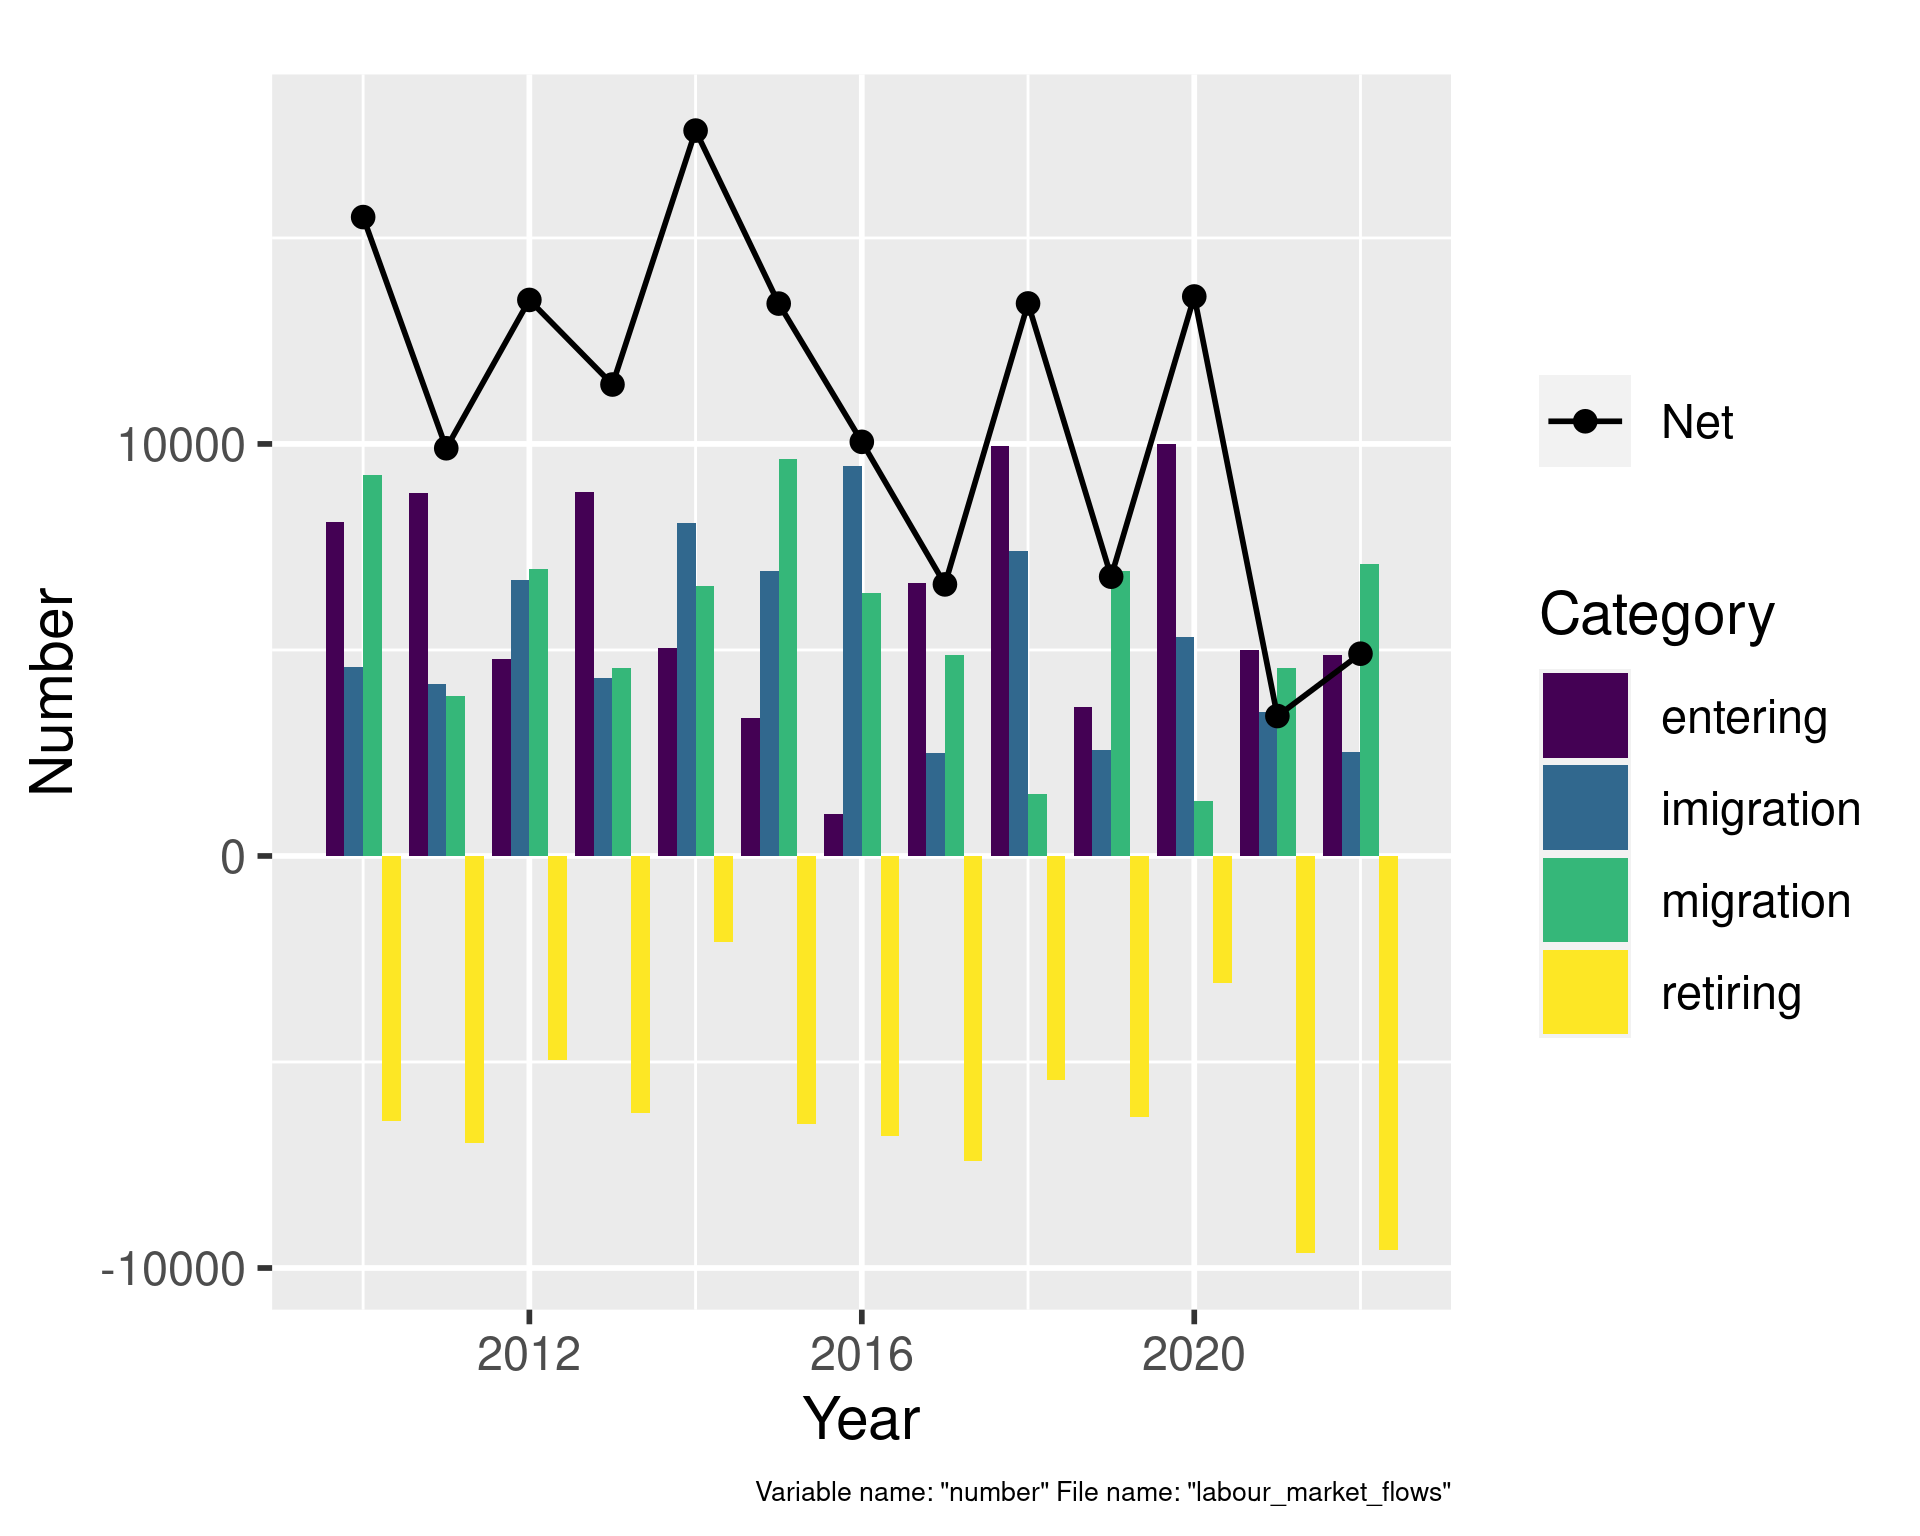 Number
10000
0
-10000
2012 2016 2020
Year
Net
Category
entering
imigration
migration
retiring
Variable name: "number" File name: "labour_market_flows"